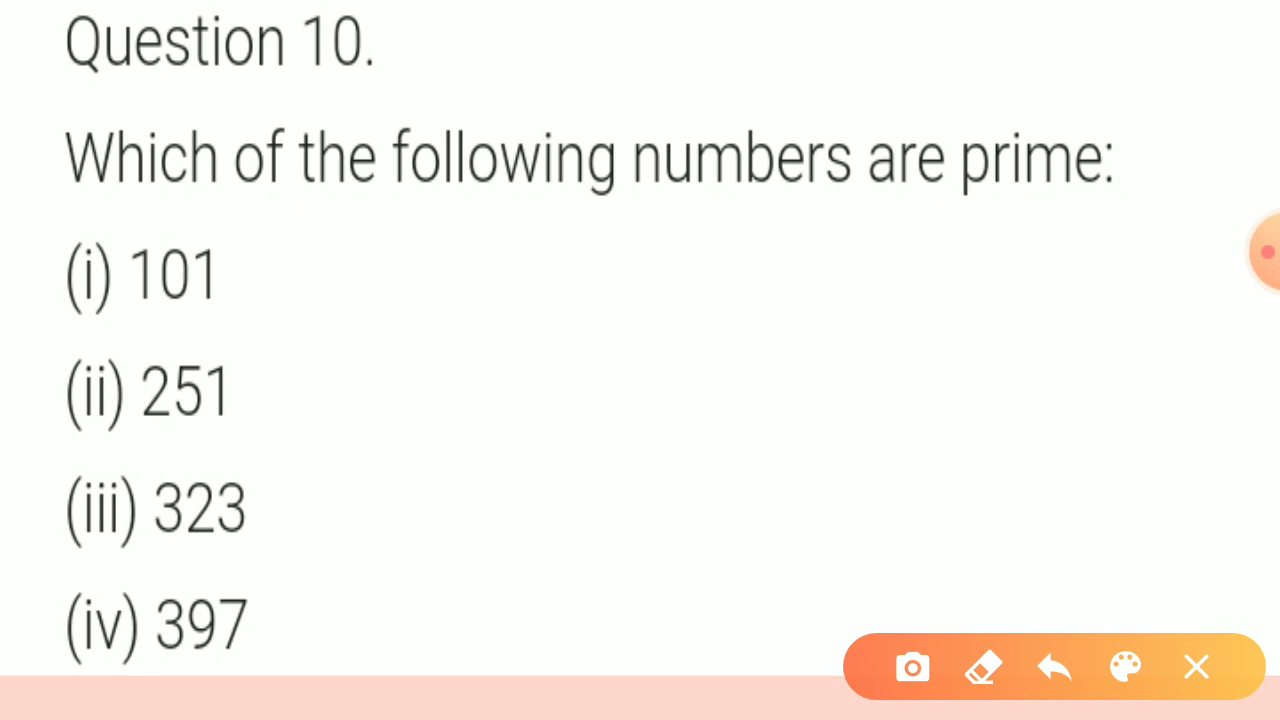 Question 10.
Which of the following numbers are prime:
(i) 101
(ii) 251
(iii) 323
(iv) 397